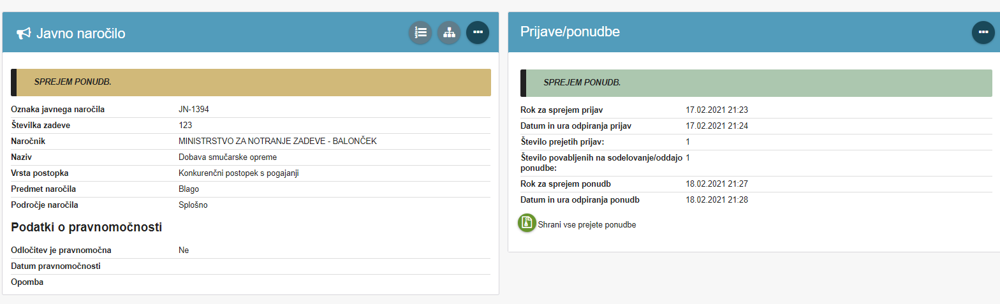 Javno naročilo
SPREJEM PONUDB.
Oznaka javnega naročila JN-1394
Številka zadeve 123
Naročnik MINISTRSTVO ZA NOTRANJE ZADEVE - BALONČEK
Naziv Dobava smučarske opreme
Vrsta postopka Konkurenčni postopek s pogajanji
Predmet naročila Blago
Področje naročila Splošno
Podatki o pravnomočnosti
Odločitev je pravnomočna Ne
Datum pravnomočnosti
Opomba
Prijave/ponudbe
SPREJEM PONUDB.
Rok za sprejem prijav 17.02.2021 21:23
Datum in ura odpiranja prijav 17.02.2021 21:24
Število prejetih prijav: 1
Število povabljenih na sodelovanje/oddajo 1
ponudbe:
Rok za sprejem ponudb 18.02.2021 21:27
Datum in ura odpiranja ponudb 18.02.2021 21:28
Shrani vse prejete ponudbe